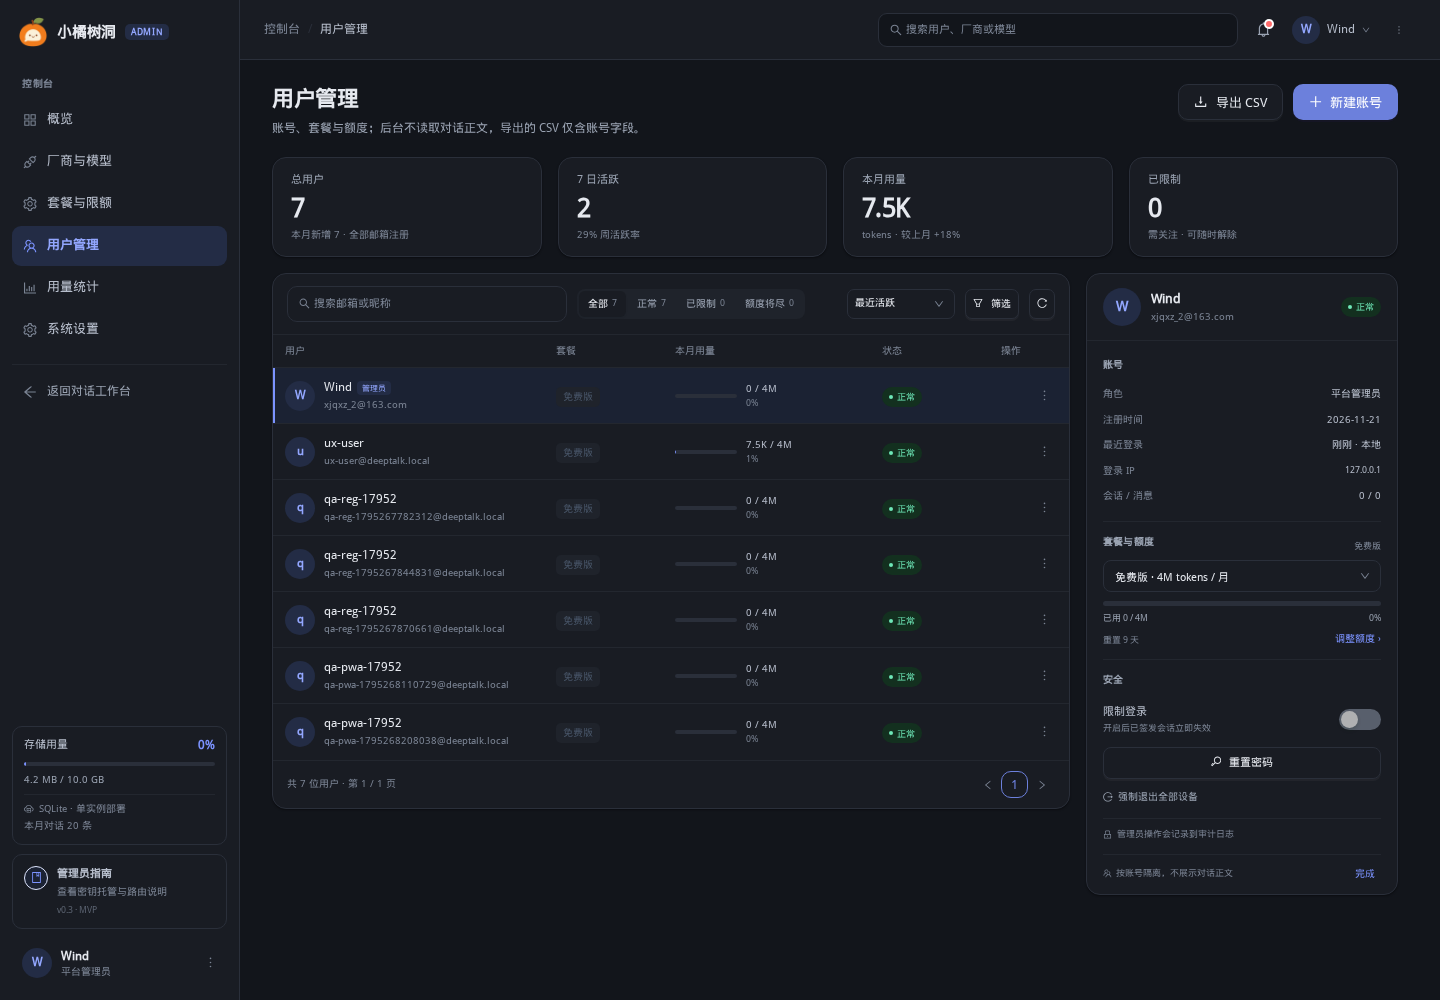 小橘树洞 ADMIN
控制台
概览
厂商与模型
套餐与限额
用户管理
用量统计
系统设置
返回对话工作台
存储用量 0%
4.2 MB / 10.0 GB
SQLite · 单实例部署
本月对话 20 条
管理员指南
查看密钥托管与路由说明
v0.3 · MVP
W Wind
平台管理员
控制台 / 用户管理
搜索用户、厂商或模型
W Wind
用户管理
账号、套餐与额度；后台不读取对话正文，导出的 CSV 仅含账号字段。
导出 CSV
新建账号
总用户
7
本月新增 7 · 全部邮箱注册
7 日活跃
2
29% 周活跃率
本月用量
7.5K
tokens · 较上月 +18%
已限制
0
需关注 · 可随时解除
搜索邮箱或昵称
全部 7 正常 7 已限制 0 额度将尽 0
最近活跃
筛选
用户 套餐 本月用量 状态 操作
W Wind 管理员
xjqxz_2@163.com
免费版
0 / 4M
0%
正常
u ux-user
ux-user@deeptalk.local
免费版
7.5K / 4M
1%
正常
q qa-reg-17952
qa-reg-1795267782312@deeptalk.local
免费版
0 / 4M
0%
正常
q qa-reg-17952
qa-reg-1795267844831@deeptalk.local
免费版
0 / 4M
0%
正常
q qa-reg-17952
qa-reg-1795267870661@deeptalk.local
免费版
0 / 4M
0%
正常
q qa-pwa-17952
qa-pwa-1795268110729@deeptalk.local
免费版
0 / 4M
0%
正常
q qa-pwa-17952
qa-pwa-1795268208038@deeptalk.local
免费版
0 / 4M
0%
正常
共 7 位用户 · 第 1 / 1 页
1
W Wind
xjqxz_2@163.com
正常
账号
角色 平台管理员
注册时间 2026-11-21
最近登录 刚刚 · 本地
登录 IP 127.0.0.1
会话 / 消息 0 / 0
套餐与额度 免费版
免费版 · 4M tokens / 月
已用 0 / 4M 0%
重置 9 天 调整额度 ›
安全
限制登录
开启后已签发会话立即失效
重置密码
强制退出全部设备
管理员操作会记录到审计日志
按账号隔离，不展示对话正文 完成